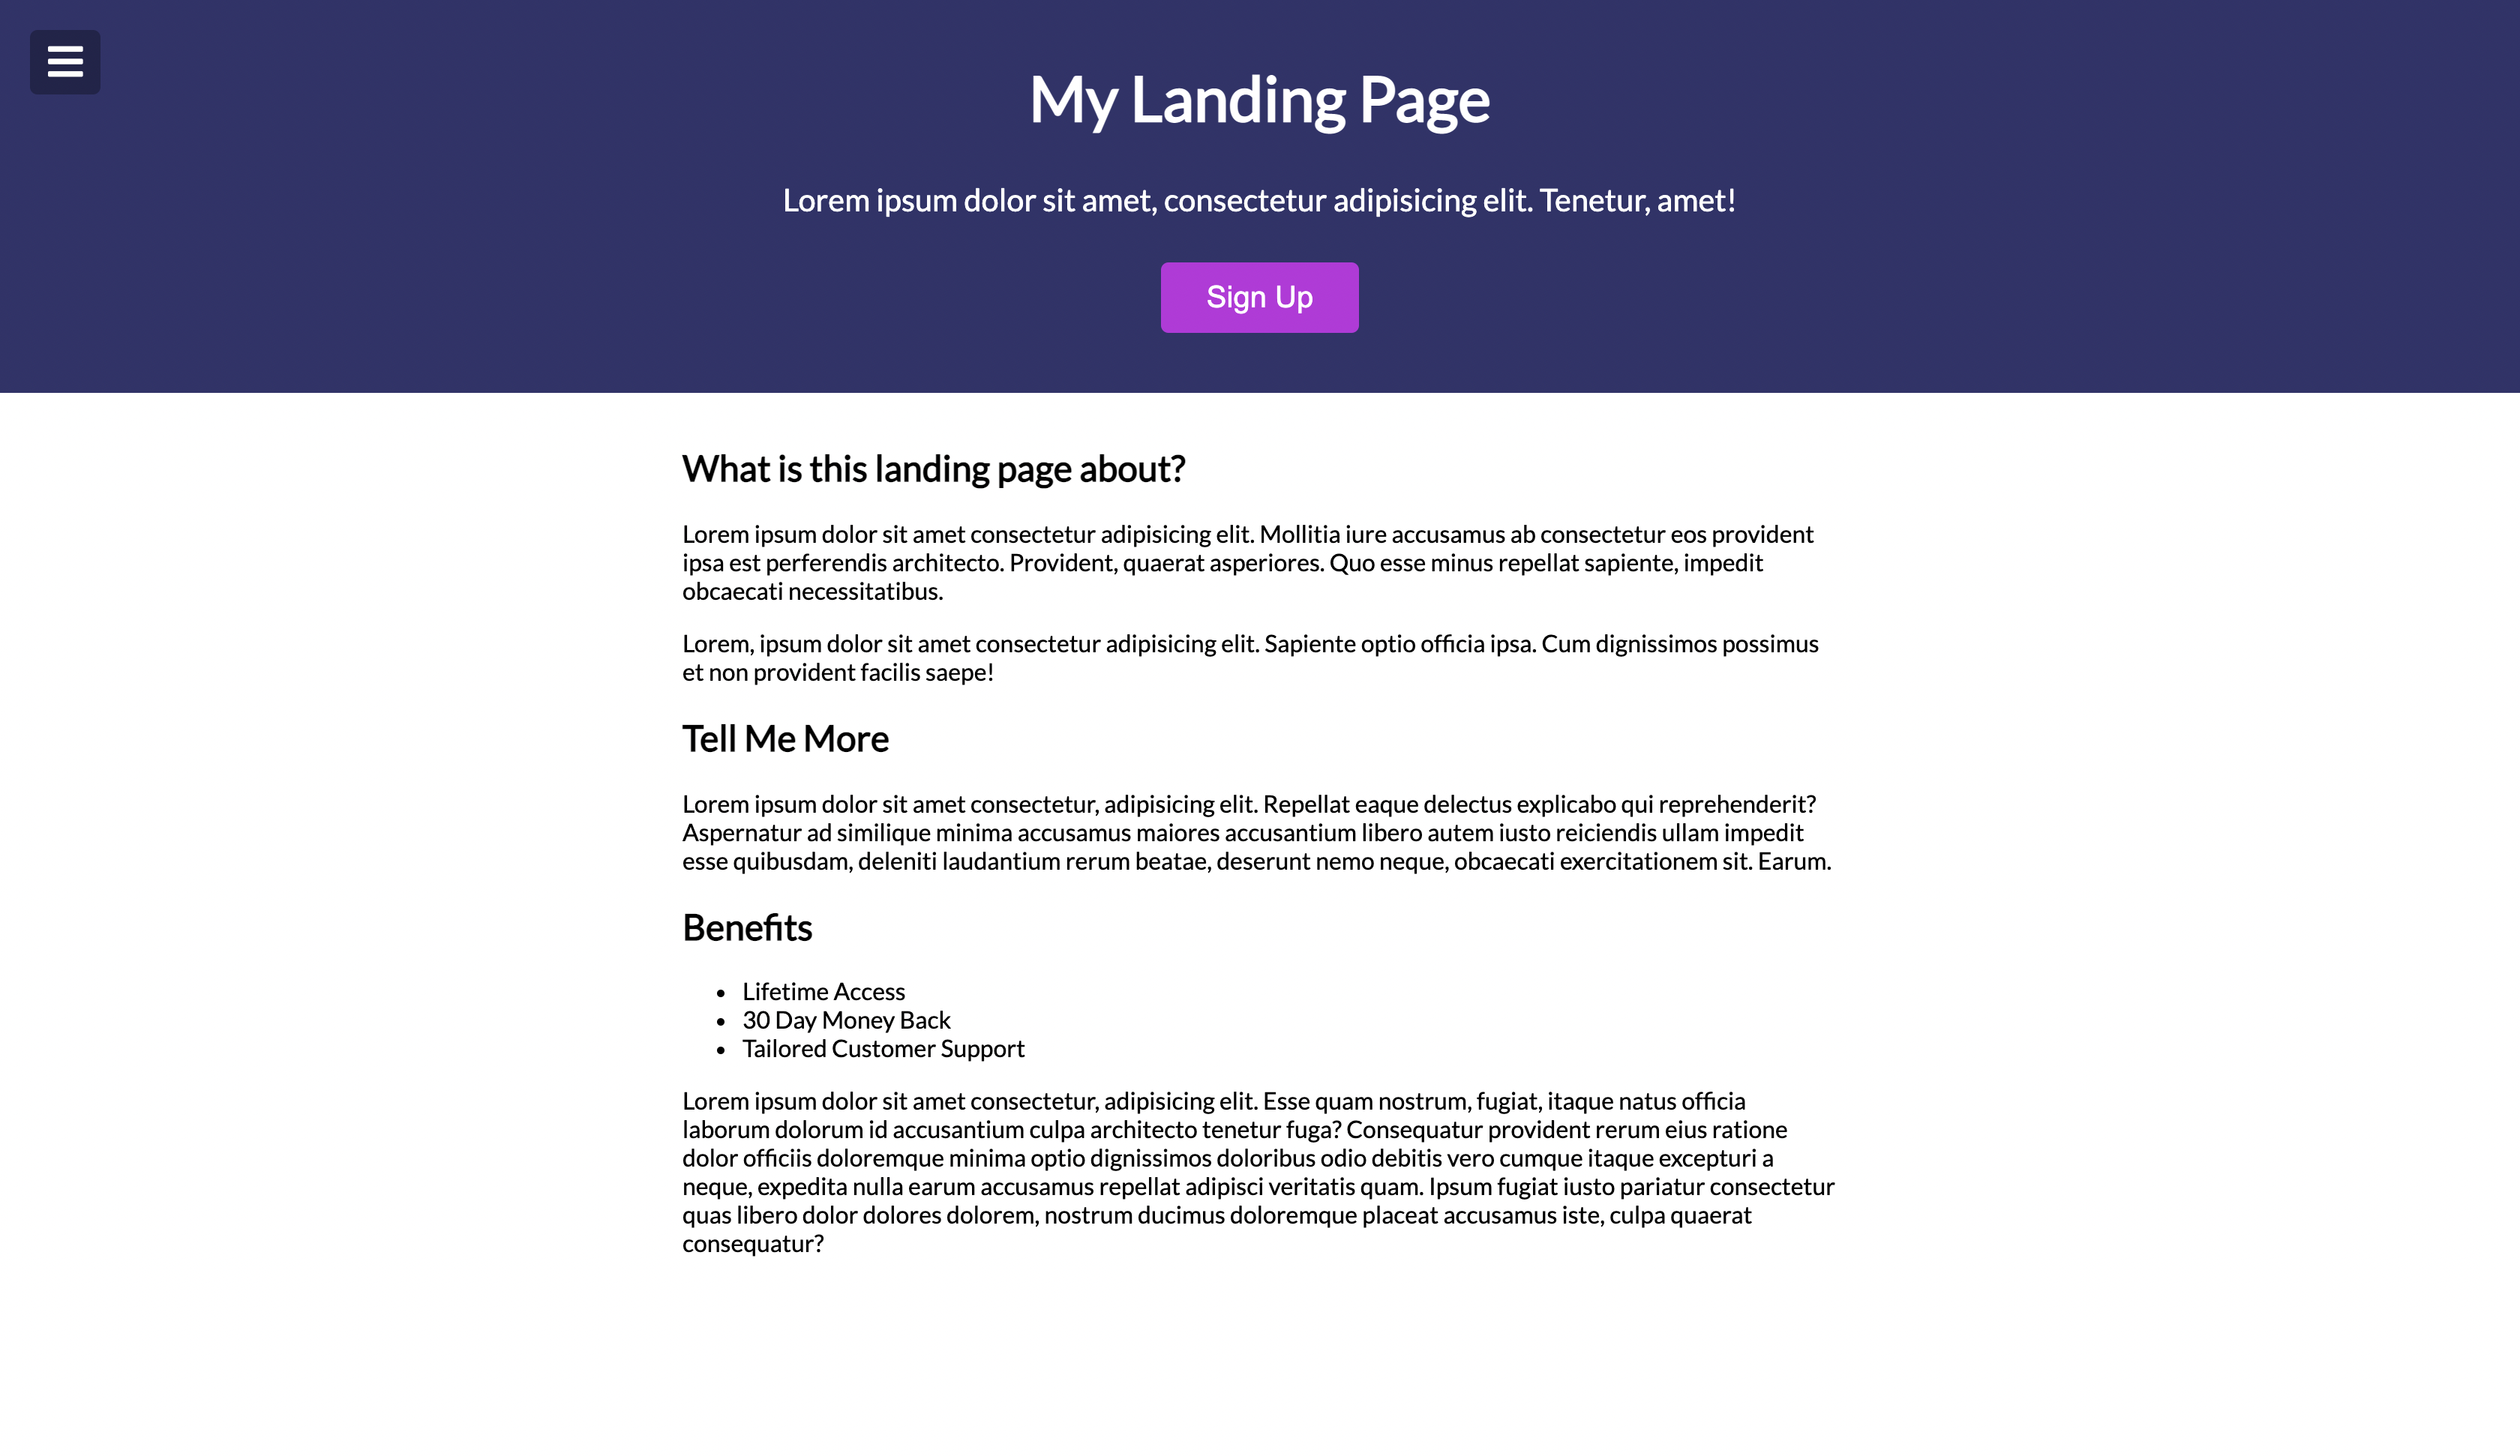 My Landing Page
Lorem ipsum dolor sit amet, consectetur adipisicing elit. Tenetur, amet!
Sign Up
What is this landing page about?
Lorem ipsum dolor sit amet consectetur adipisicing elit. Mollitia iure accusamus ab consectetur eos provident
ipsa est perferendis architecto. Provident, quaerat asperiores. Quo esse minus repellat sapiente, impedit
obcaecati necessitatibus.
Lorem, ipsum dolor sit amet consectetur adipisicing elit. Sapiente optio officia ipsa. Cum dignissimos possimus
et non provident facilis saepe!
Tell Me More
Lorem ipsum dolor sit amet consectetur, adipisicing elit. Repellat eaque delectus explicabo qui reprehenderit?
Aspernatur ad similique minima accusamus maiores accusantium libero autem iusto reiciendis ullam impedit
esse quibusdam, deleniti laudantium rerum beatae, deserunt nemo neque, obcaecati exercitationem sit. Earum.
Benefits
• Lifetime Access
• 30 Day Money Back
• Tailored Customer Support
Lorem ipsum dolor sit amet consectetur, adipisicing elit. Esse quam nostrum, fugiat, itaque natus officia
laborum dolorum id accusantium culpa architecto tenetur fuga? Consequatur provident rerum eius ratione
dolor officiis doloremque minima optio dignissimos doloribus odio debitis vero cumque itaque excepturi a
neque, expedita nulla earum accusamus repellat adipisci veritatis quam. Ipsum fugiat iusto pariatur consectetur
quas libero dolor dolores dolorem, nostrum ducimus doloremque placeat accusamus iste, culpa quaerat
consequatur?